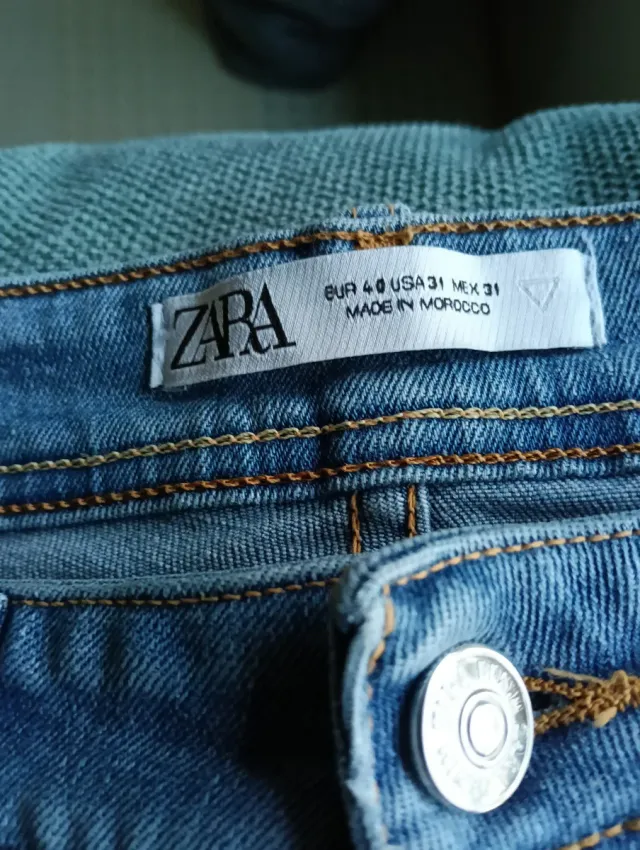 ZARA
EUR 40 USA 31 MEX 31
MADE IN MOROCCO